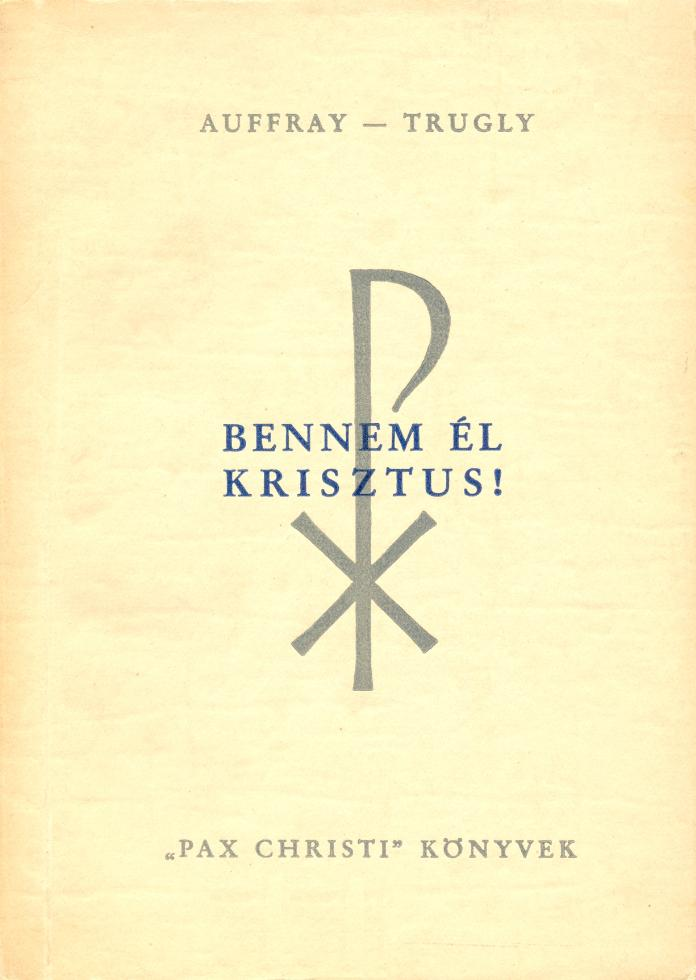 AUFFRAY — TRUGLY
BENNEM ÉL
KRISZTUS!
„PAX CHRISTI” KÖNYVEK